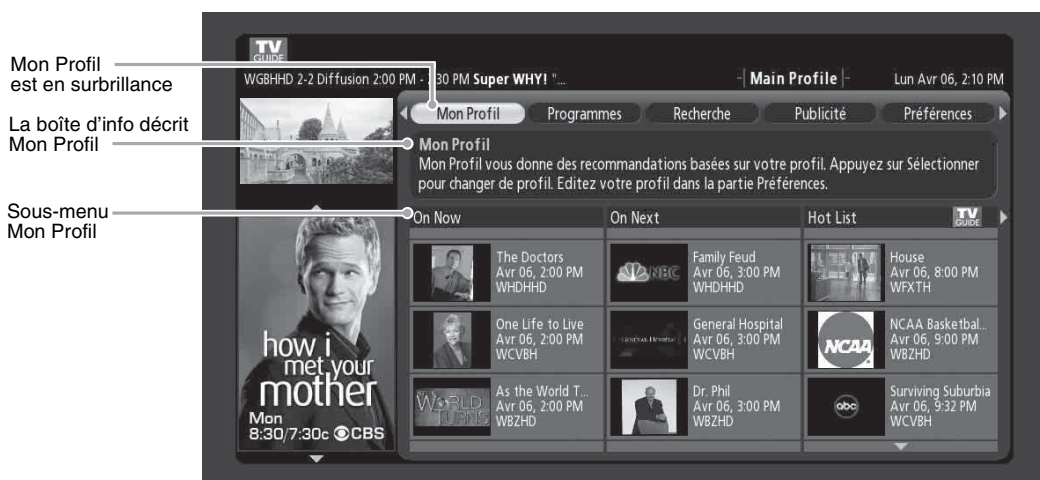 Mon Profil
est en surbrillance
La boîte d'info décrit
Mon Profil
Sous-menu
Mon Profil
TV
GUIDE
WGBHHD 2-2 Diffusion 2:00 PM - 2:30 PM Super WHY! "...
Main Profile
Lun Avr 06, 2:10 PM
Mon Profil
Programmes
Recherche
Publicité
Préférences
Mon Profil
Mon Profil vous donne des recommandations basées sur votre profil. Appuyez sur Sélectionner
pour changer de profil. Editez votre profil dans la partie Préférences.
On Now
On Next
Hot List
TV
GUIDE
The Doctors
Avr 06, 2:00 PM
WHDHHD
NBC
Family Feud
Avr 06, 3:00 PM
WHDHHD
House
Avr 06, 8:00 PM
WFXTH
One Life to Live
Avr 06, 2:00 PM
WCVBH
GENERAL HOSPITAL
General Hospital
Avr 06, 3:00 PM
WCVBH
NCAA
NCAA Basketbal...
Avr 06, 9:00 PM
WBZHD
WORLD
TURNS
As the World T...
Avr 06, 2:00 PM
WBZHD
Dr. Phil
Avr 06, 3:00 PM
WBZHD
abc
Surviving Suburbia
Avr 06, 9:32 PM
WCVBH
how i
met your
mother
Mon
8:30/7:30c CBS